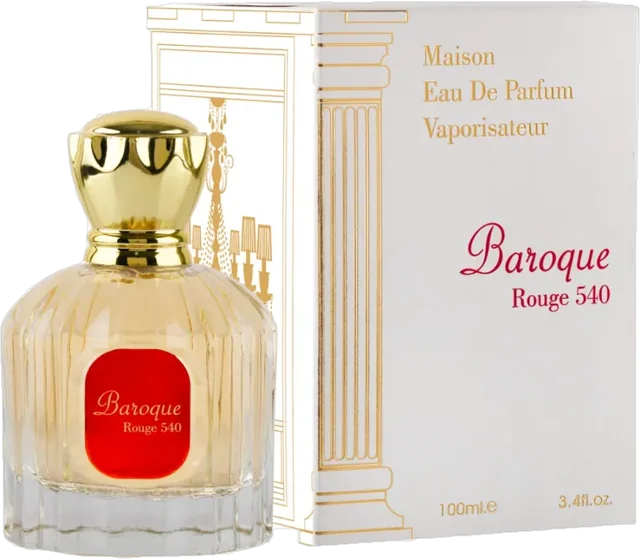 Maison
Eau De Parfum
Vaporisateur
Baroque
Rouge 540
100ml.e
3.4fl.oz.
Baroque
Rouge 540